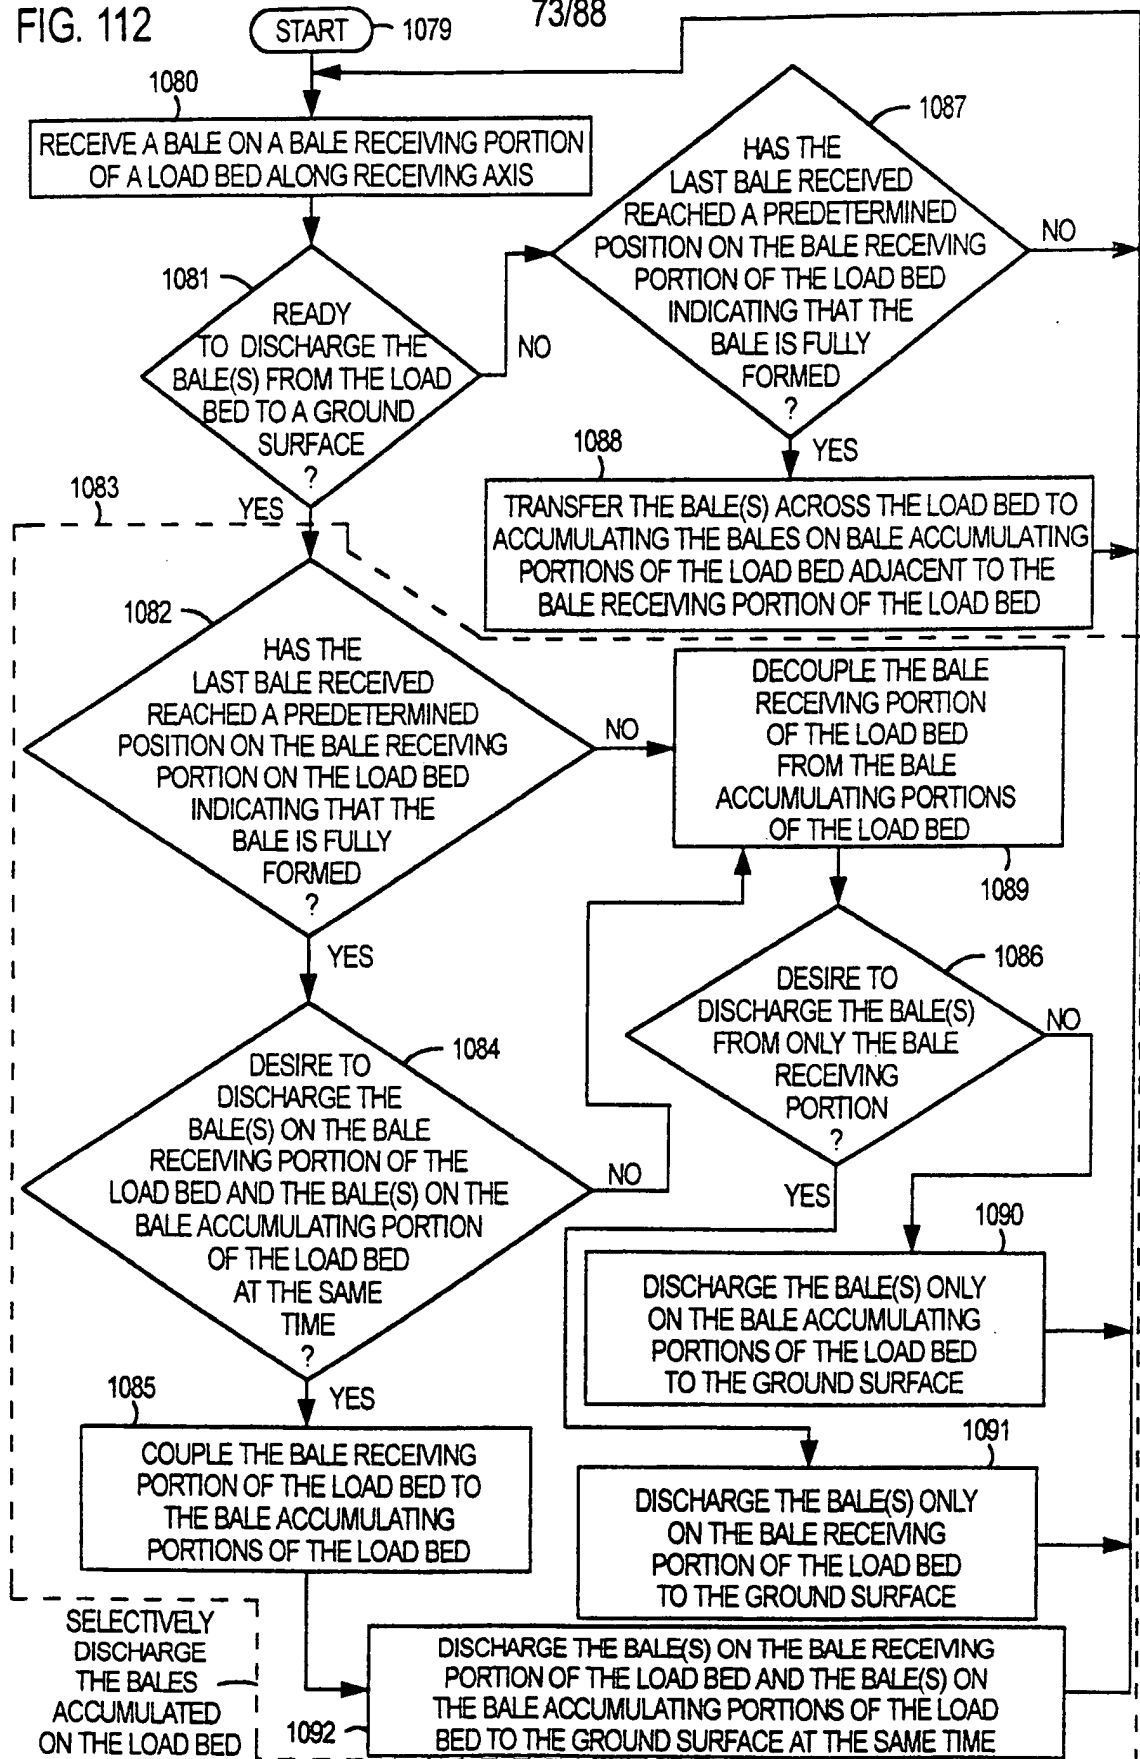 FIG. 112
73/88
START
1079
1080
RECEIVE A BALE ON A BALE RECEIVING PORTION
OF A LOAD BED ALONG RECEIVING AXIS
1081
READY
TO DISCHARGE THE
BALE(S) FROM THE LOAD
BED TO A GROUND
SURFACE
?
NO
YES
1087
HAS THE
LAST BALE RECEIVED
REACHED A PREDETERMINED
POSITION ON THE BALE RECEIVING
PORTION OF THE LOAD BED
INDICATING THAT THE
BALE IS FULLY
FORMED
?
NO
YES
1088
TRANSFER THE BALE(S) ACROSS THE LOAD BED TO
ACCUMULATING THE BALES ON BALE ACCUMULATING
PORTIONS OF THE LOAD BED ADJACENT TO THE
BALE RECEIVING PORTION OF THE LOAD BED
1083
1082
HAS THE
LAST BALE RECEIVED
REACHED A PREDETERMINED
POSITION ON THE BALE RECEIVING
PORTION ON THE LOAD BED
INDICATING THAT THE
BALE IS FULLY
FORMED
?
NO
YES
DECOUPLE THE BALE
RECEIVING PORTION
OF THE LOAD BED
FROM THE BALE
ACCUMULATING PORTIONS
OF THE LOAD BED
1089
1084
DESIRE TO
DISCHARGE THE
BALE(S) ON THE BALE
RECEIVING PORTION OF THE
LOAD BED AND THE BALE(S) ON THE
BALE ACCUMULATING PORTION
OF THE LOAD BED
AT THE SAME
TIME
?
NO
YES
1086
DESIRE TO
DISCHARGE THE BALE(S)
FROM ONLY THE BALE
RECEIVING
PORTION
?
NO
YES
1090
DISCHARGE THE BALE(S) ONLY
ON THE BALE ACCUMULATING
PORTIONS OF THE LOAD BED
TO THE GROUND SURFACE
1085
COUPLE THE BALE RECEIVING
PORTION OF THE LOAD BED TO
THE BALE ACCUMULATING
PORTIONS OF THE LOAD BED
1091
DISCHARGE THE BALE(S) ONLY
ON THE BALE RECEIVING
PORTION OF THE LOAD BED
TO THE GROUND SURFACE
SELECTIVELY
DISCHARGE
THE BALES
ACCUMULATED
ON THE LOAD BED
1092
DISCHARGE THE BALE(S) ON THE BALE RECEIVING
PORTION OF THE LOAD BED AND THE BALE(S) ON
THE BALE ACCUMULATING PORTIONS OF THE LOAD
BED TO THE GROUND SURFACE AT THE SAME TIME